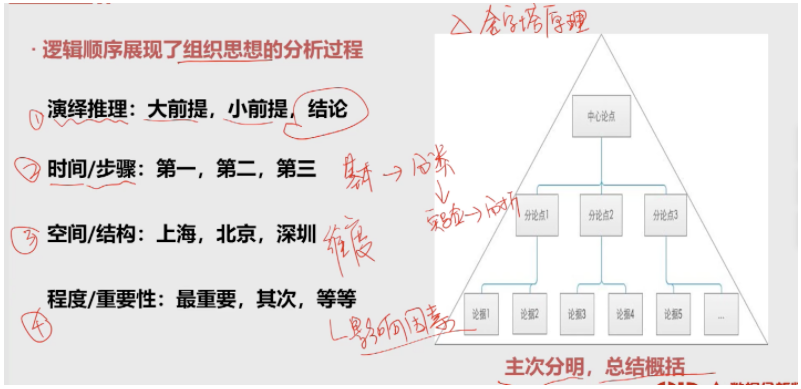 金字塔原理
· 逻辑顺序展现了组织思想的分析过程
① 演绎推理：大前提，小前提，结论
② 时间/步骤：第一，第二，第三
→ 分类
↓
实验→分析
③ 空间/结构：上海，北京，深圳
维度
④ 程度/重要性：最重要，其次，等等
影响因素
中心论点
分论点1 分论点2 分论点3
论据1 论据2 论据3 论据4 论据5 ...
主次分明，总结概括